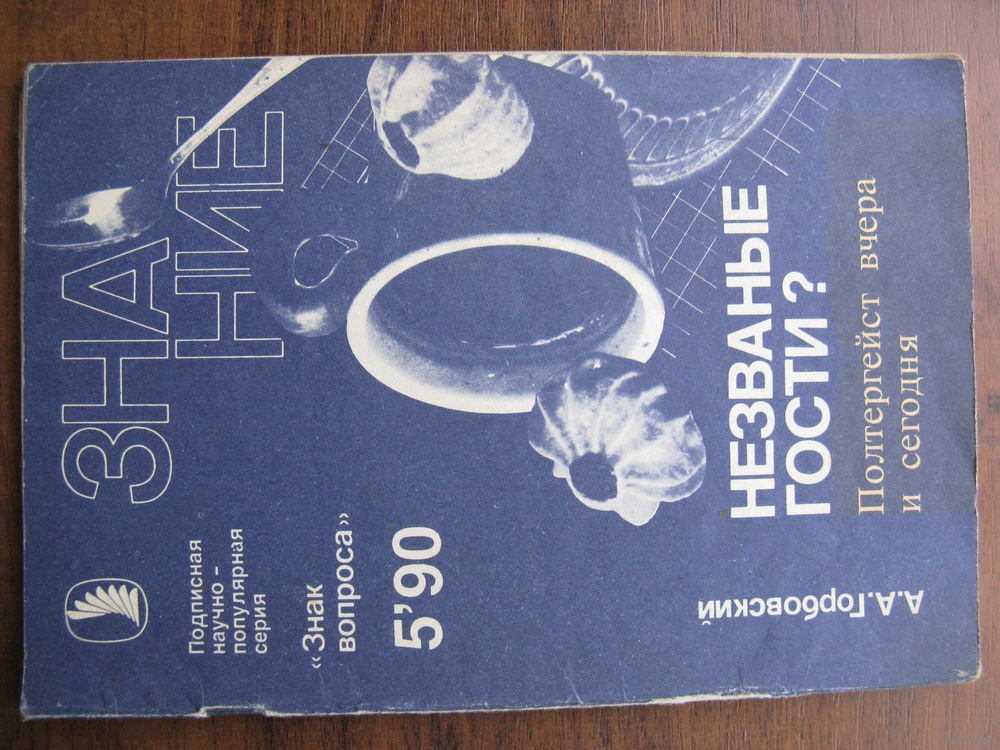 ЗНА
НИЕ
Подписная
научно-
популярная
серия
«Знак
вопроса»
5'90
НЕЗВАНЫЕ
ГОСТИ?
Полтергейст вчера
и сегодня
А.А.Горбовский